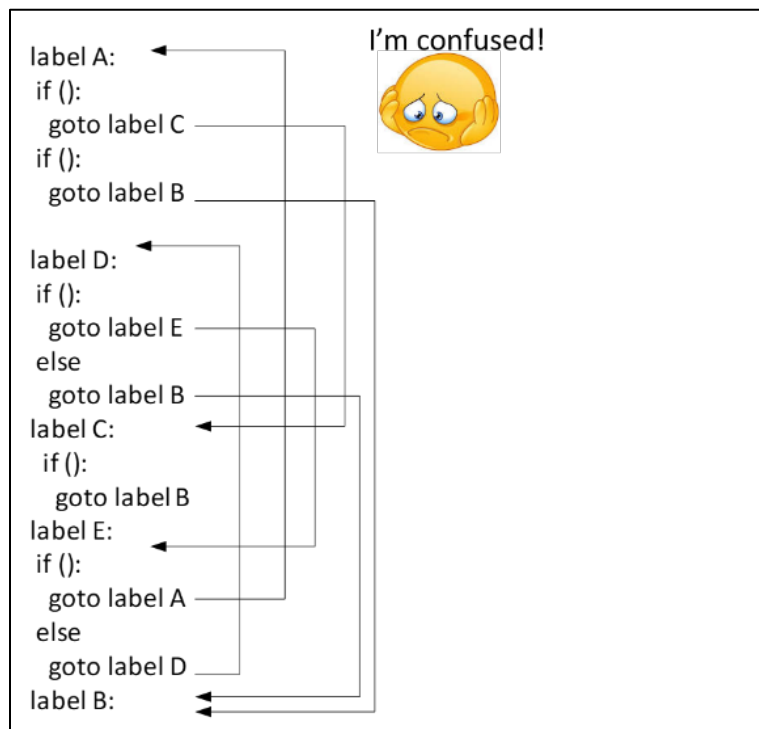 I'm confused!
label A:
if ():
goto label C
if ():
goto label B
label D:
if ():
goto label E
else
goto label B
label C:
if ():
goto label B
label E:
if ():
goto label A
else
goto label D
label B: